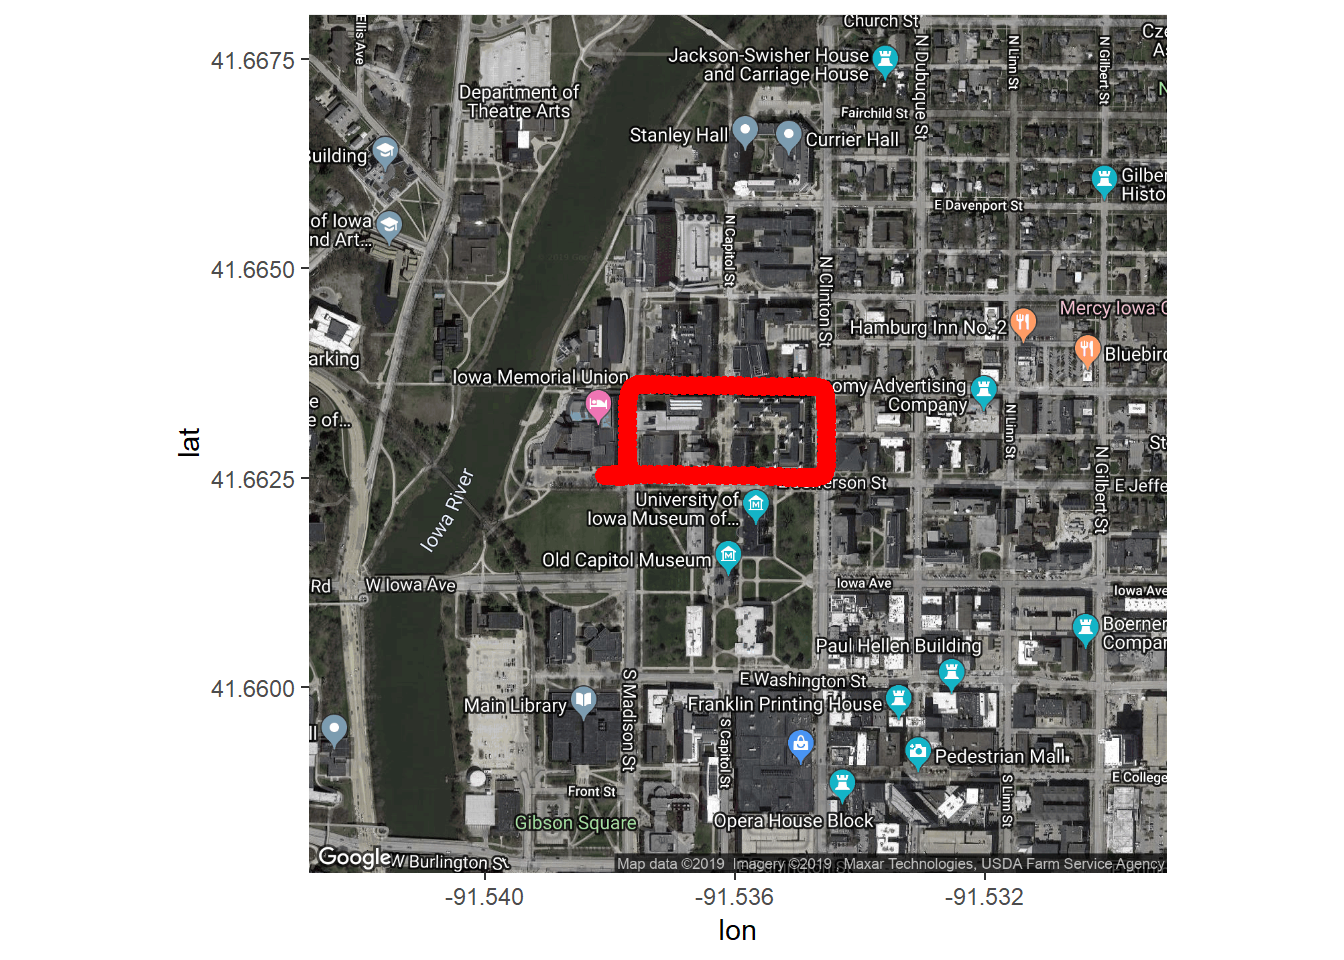 Church St
Ellis Ave
Jackson-Swisher House
and Carriage House
N Dubuque St
N Linn St
N Gilbert St
Cze
As
N
41.6675
Department of
Theatre Arts
Fairchild St
Stanley Hall
Currier Hall
Building
Gilber
Histo
E Davenport St
of Iowa
nd Art...
N Capitol St
N Clinton St
41.6650
Mercy Iowa C
Hamburg Inn No. 2
Bluebird
arking
Iowa Memorial Union
omy Advertising
Company
e
e of...
N Linn St
St
N Gilbert St
lat
41.6625
erson St
E Jeffe
University of
Iowa Museum of...
Iowa River
Old Capitol Museum
Rd
W Iowa Ave
Iowa Ave
Iowa Ave
Boerner
Compan
Paul Hellen Building
41.6600
E Washington St
S Madison St
Main Library
Franklin Printing House
S Capitol St
ll
Pedestrian Mall
E College
S Linn St
Front St
Gibson Square
Opera House Block
Google
W Burlington St
Map data ©2019 Imagery ©2019 , Maxar Technologies, USDA Farm Service Agency
-91.540
-91.536
-91.532
lon